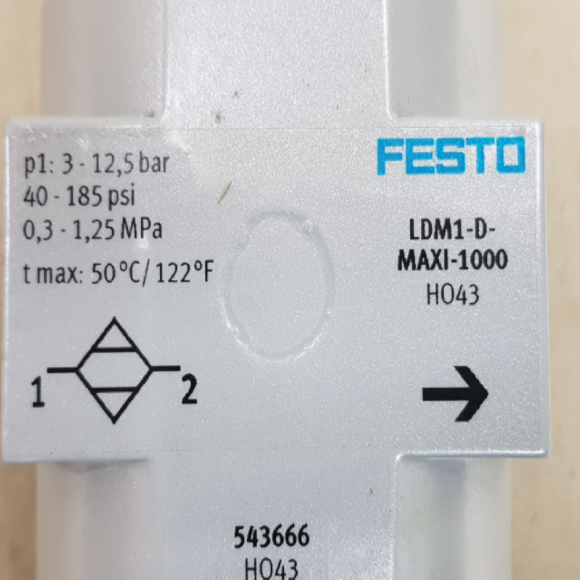 p1: 3 - 12,5 bar
40 - 185 psi
0,3 - 1,25 MPa
t max: 50°C/ 122°F
1
2
FESTO
LDM1-D-
MAXI-1000
HO43
543666
HO43